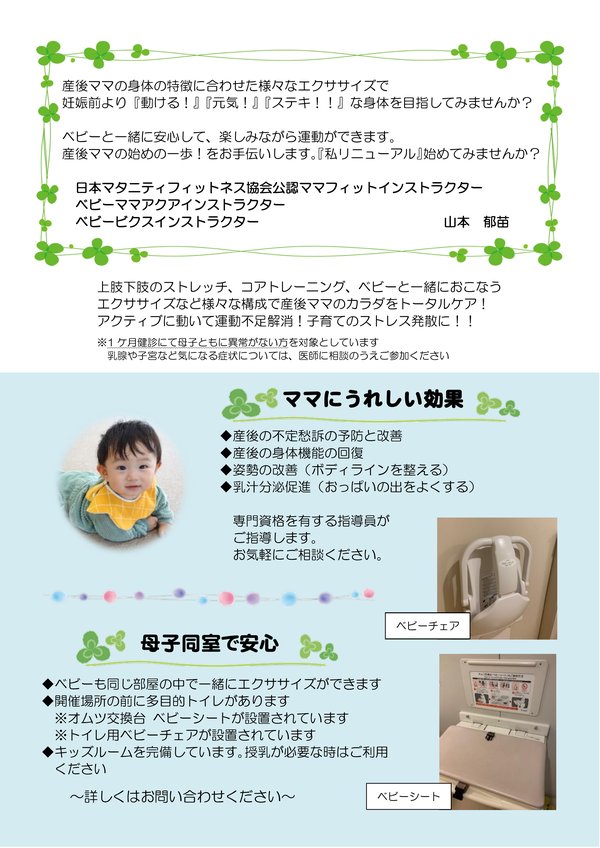 産後ママの身体の特徴に合わせた様々なエクササイズで
妊娠前より『動ける！』『元気！』『ステキ！！』な身体を目指してみませんか？
ベビーと一緒に安心して、楽しみながら運動ができます。
産後ママの始めの一歩！をお手伝いします。『私リニューアル』始めてみませんか？
日本マタニティフィットネス協会公認ママフィットインストラクター
ベビーママアクアインストラクター
ベビービクスインストラクター 山本 郁苗
上肢下肢のストレッチ、コアトレーニング、ベビーと一緒におこなう
エクササイズなど様々な構成で産後ママのカラダをトータルケア！
アクティブに動いて運動不足解消！子育てのストレス発散に！！
※1ヶ月健診にて母子ともに異常がない方を対象としています
乳腺や子宮など気になる症状については、医師に相談のうえご参加ください
ママにうれしい効果
◆産後の不定愁訴の予防と改善
◆産後の身体機能の回復
◆姿勢の改善（ボディラインを整える）
◆乳汁分泌促進（おっぱいの出をよくする）
専門資格を有する指導員が
ご指導します。
お気軽にご相談ください。
ベビーチェア
母子同室で安心
◆ベビーも同じ部屋の中で一緒にエクササイズができます
◆開催場所の前に多目的トイレがあります
※オムツ交換台 ベビーシートが設置されています
※トイレ用ベビーチェアが設置されています
◆キッズルームを完備しています。授乳が必要な時はご利用
ください
～詳しくはお問い合わせください～
ベビーシート